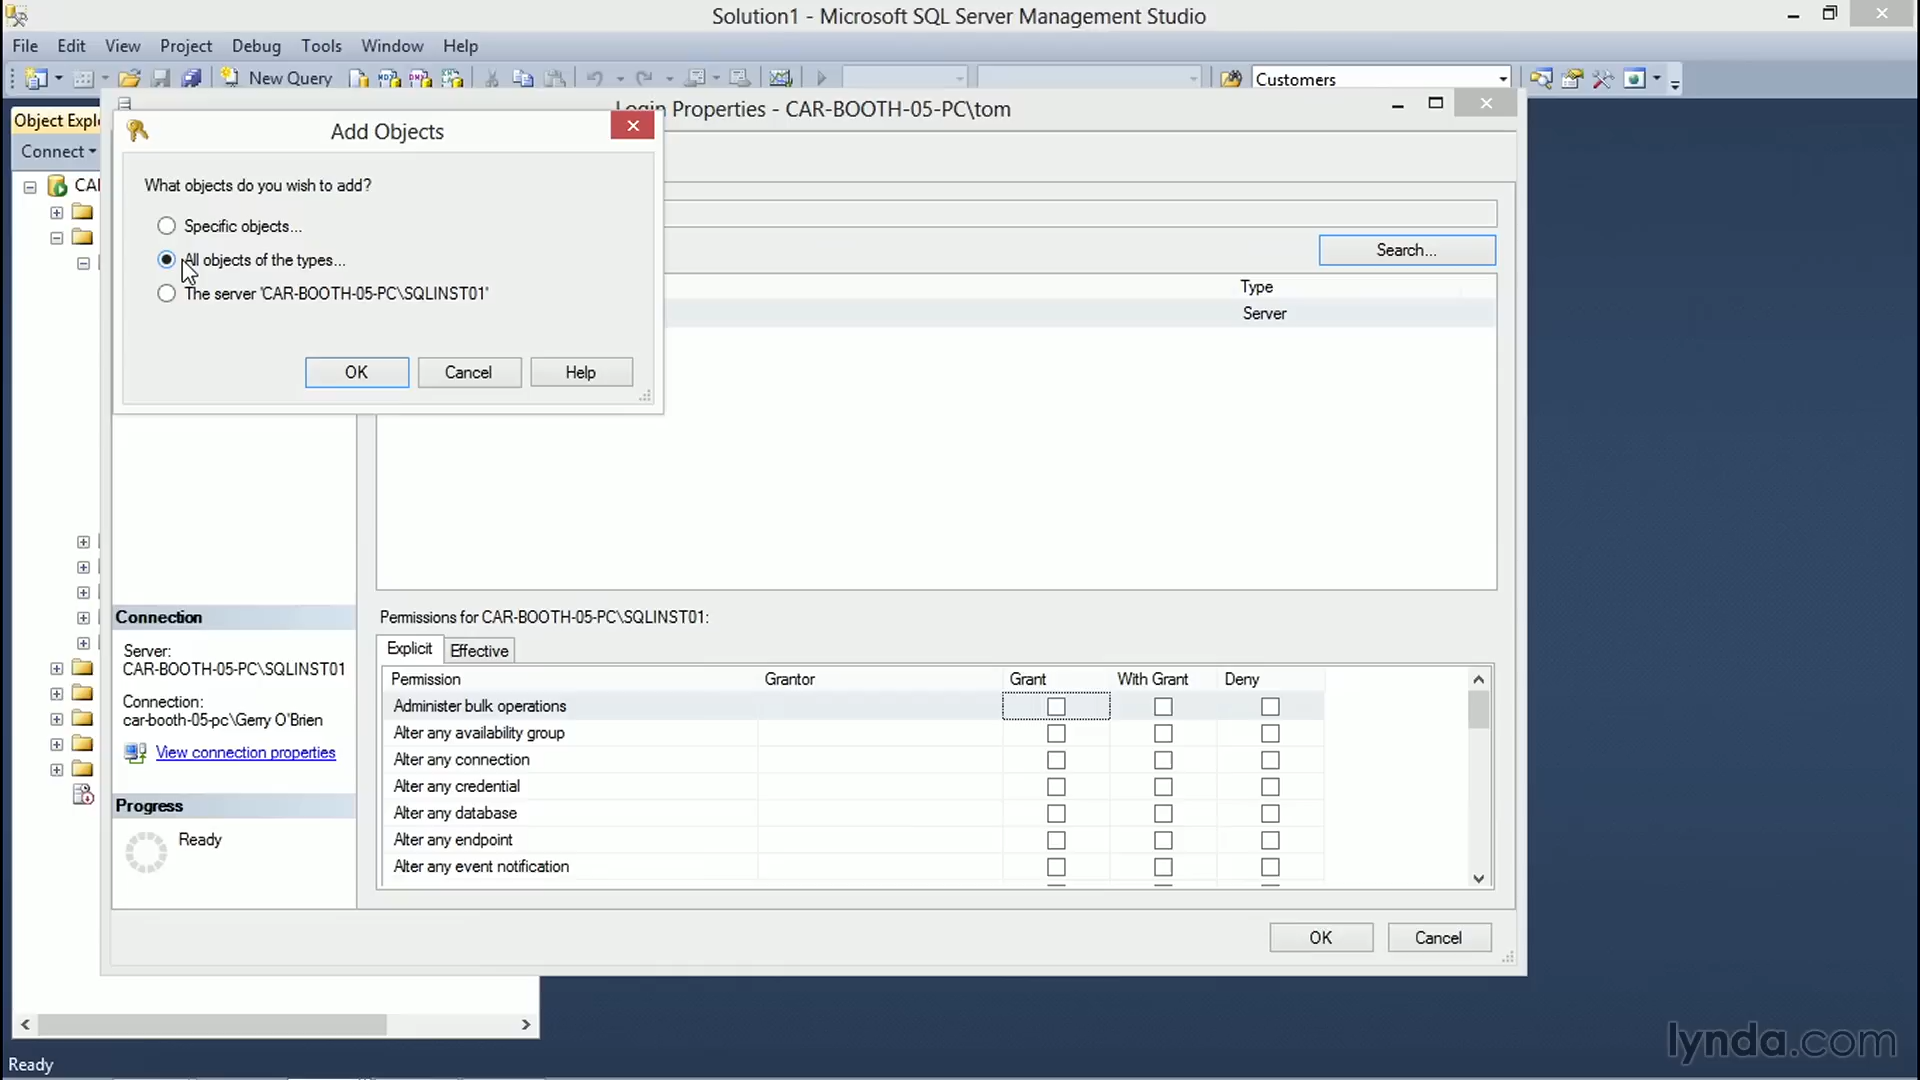 Solution1 - Microsoft SQL Server Management Studio
File Edit View Project Debug Tools Window Help
New Query
Customers
Object Expl
Connect
Login Properties - CAR-BOOTH-05-PC\tom
Add Objects
What objects do you wish to add?
Specific objects...
All objects of the types...
The server 'CAR-BOOTH-05-PC\SQLINST01'
OK Cancel Help
Search...
Type
Server
Permissions for CAR-BOOTH-05-PC\SQLINST01:
Explicit Effective
Permission Grantor Grant With Grant Deny
Administer bulk operations
Alter any availability group
Alter any connection
Alter any credential
Alter any database
Alter any endpoint
Alter any event notification
Connection
Server:
CAR-BOOTH-05-PC\SQLINST01
Connection:
car-booth-05-pc\Gerry O'Brien
View connection properties
Progress
Ready
OK Cancel
Ready
lynda.com